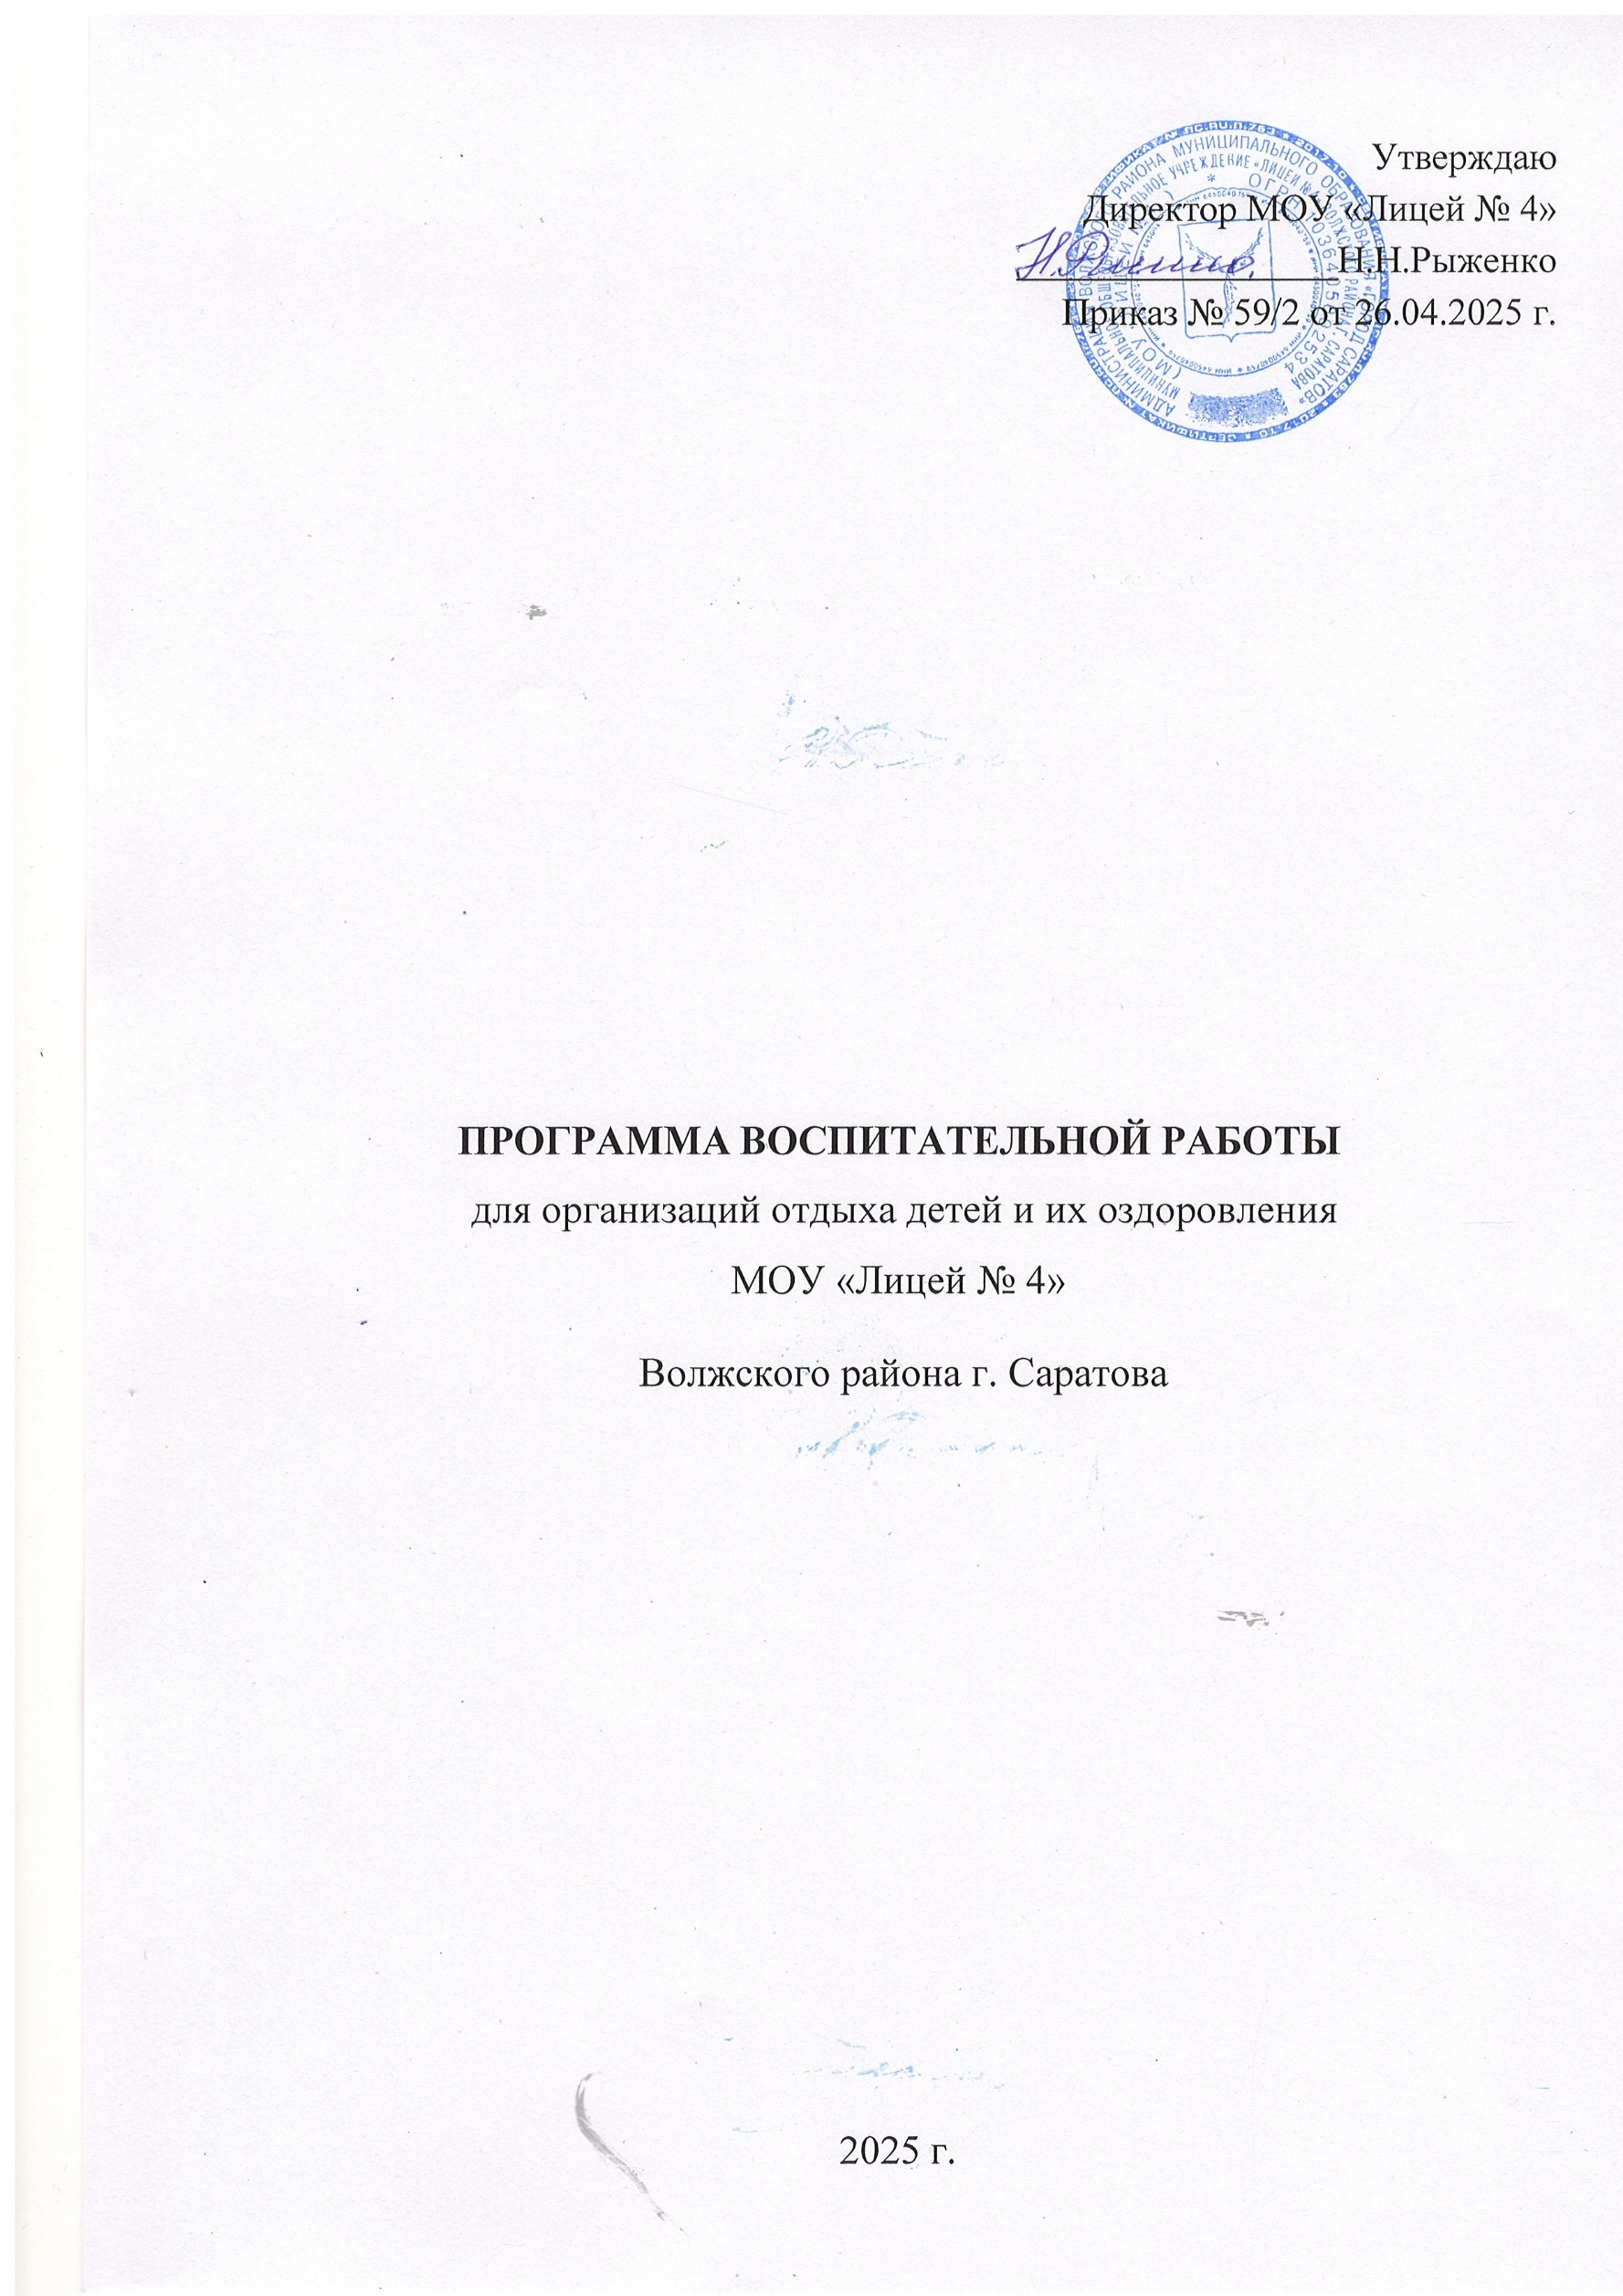 Утверждаю
Директор МОУ «Лицей № 4»
Н.Н.Рыженко
Приказ № 59/2 от 26.04.2025 г.
ПРОГРАММА ВОСПИТАТЕЛЬНОЙ РАБОТЫ
для организаций отдыха детей и их оздоровления
МОУ «Лицей № 4»
Волжского района г. Саратова
2025 г.